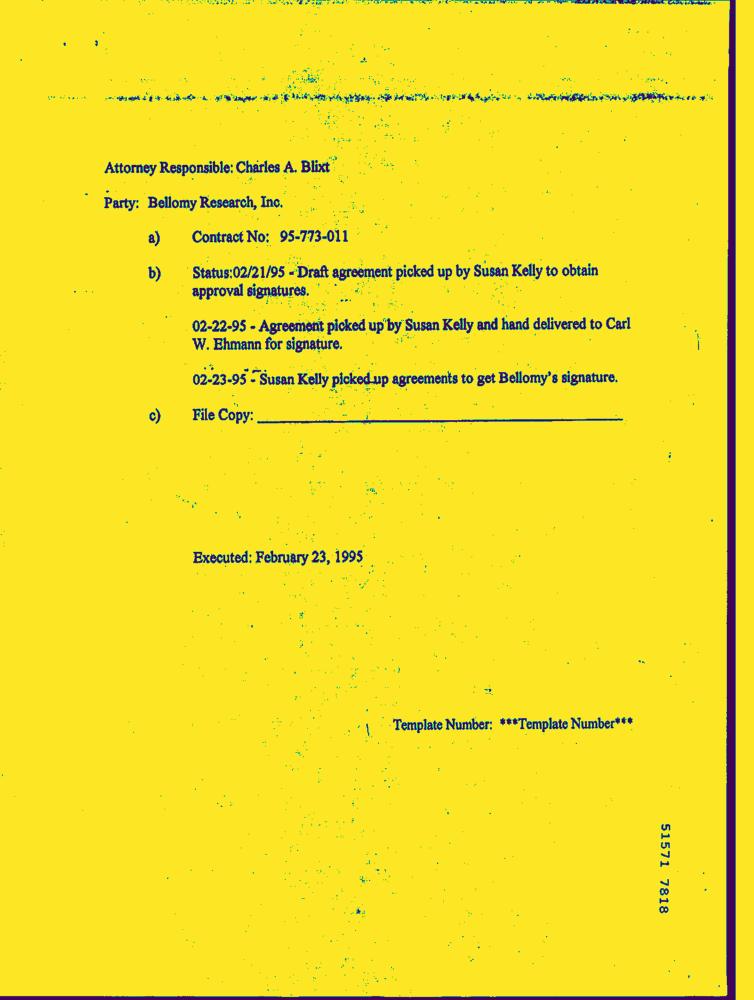 Attorney Responsible: Charles A. Blixt
Party: Bellomy Research, Inc.
a) Contract No: 95-773-011
b) Status:02/21/95 - Draft agreement picked up by Susan Kelly to obtain
approval signatures.
02-22-95 - Agreement picked up by Susan Kelly and hand delivered to Carl
W. Ehmann for signature.
02-23-95 - Susan Kelly picked up agreements to get Bellomy's signature.
c) File Copy:
Executed: February 23, 1995
Template Number: ***Template Number***
51571 7818